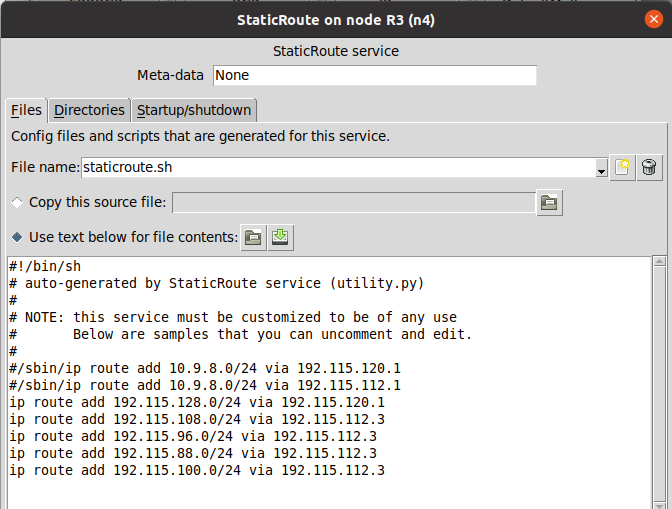 StaticRoute on node R3 (n4)
StaticRoute service
Meta-data None
Files Directories Startup/shutdown
Config files and scripts that are generated for this service.
File name: staticroute.sh
Copy this source file:
Use text below for file contents:
#!/bin/sh
# auto-generated by StaticRoute service (utility.py)
#
# NOTE: this service must be customized to be of any use
#       Below are samples that you can uncomment and edit.
#
#/sbin/ip route add 10.9.8.0/24 via 192.115.120.1
#/sbin/ip route add 10.9.8.0/24 via 192.115.112.1
ip route add 192.115.128.0/24 via 192.115.120.1
ip route add 192.115.108.0/24 via 192.115.112.3
ip route add 192.115.96.0/24 via 192.115.112.3
ip route add 192.115.88.0/24 via 192.115.112.3
ip route add 192.115.100.0/24 via 192.115.112.3